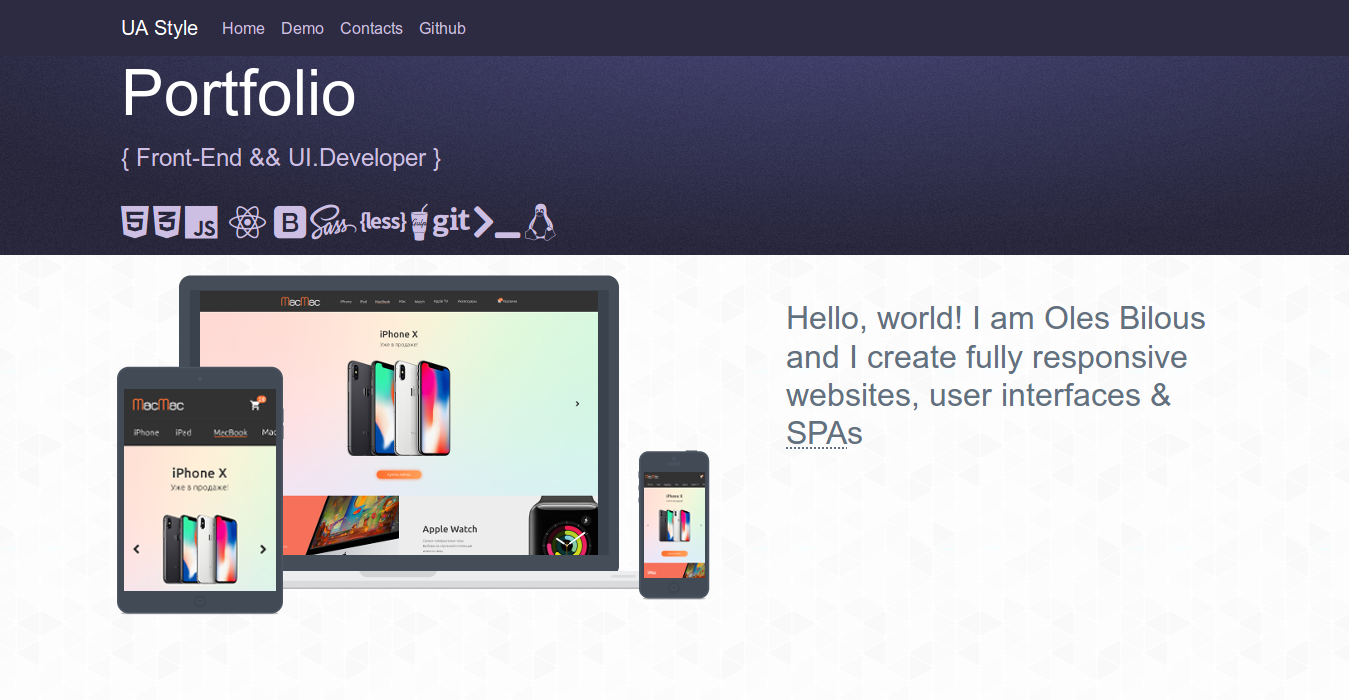 UA Style Home Demo Contacts Github
Portfolio
{ Front-End && UI.Developer }
5 3 JS B Sass {less} Gulp git
Hello, world! I am Oles Bilous
and I create fully responsive
websites, user interfaces &
SPAs
MacMac iPhone iPad MacBook Mac Watch Apple TV
iPhone X
Уже в продаже!
Apple Watch
MacMac
iPhone iPad MacBook Mac
iPhone X
Уже в продаже!
iPhone X